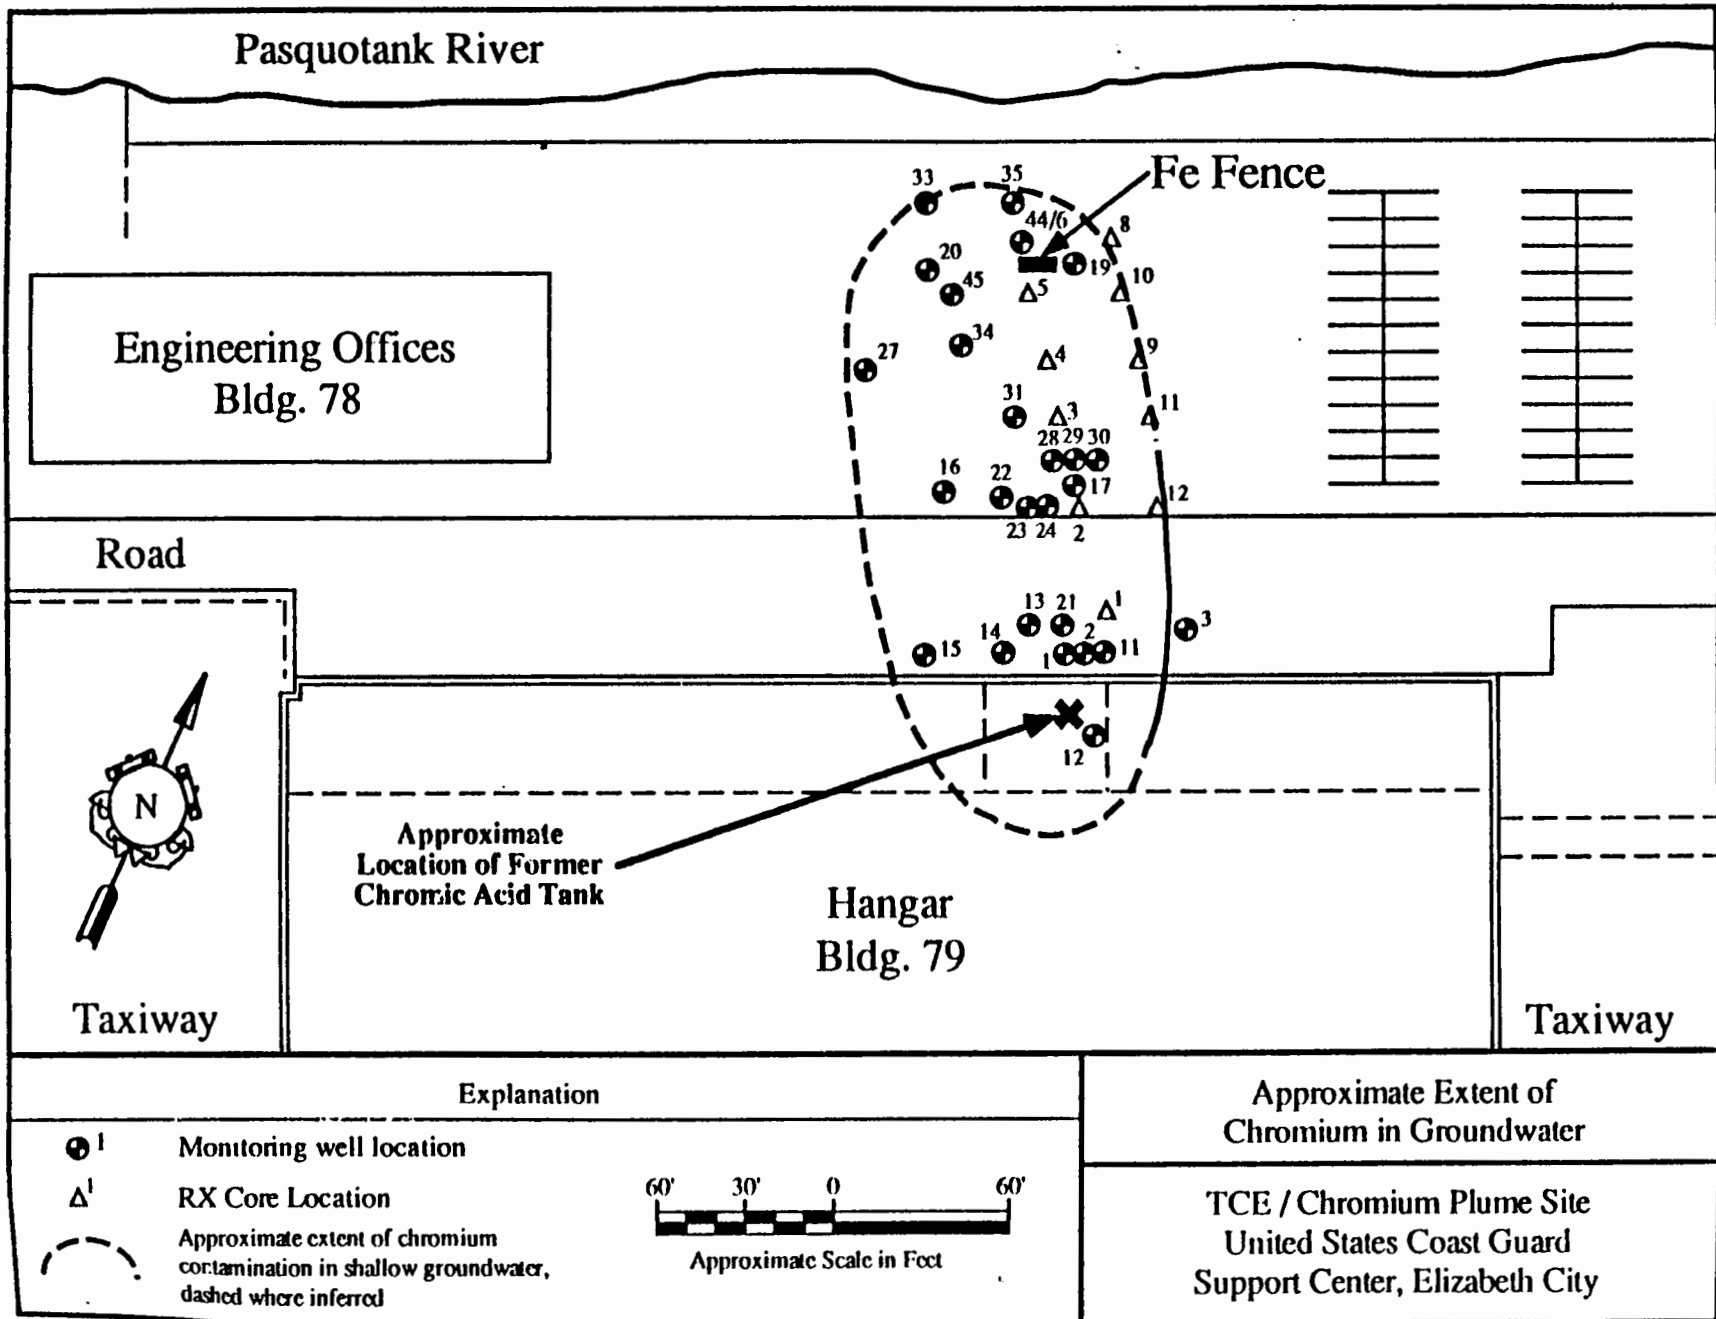 Pasquotank River
Fe Fence
33
35
44/6
8
20
19
45
5
10
34
4
9
27
31
3
11
28 29 30
16
22
17
12
23 24 2
Engineering Offices
Bldg. 78
Road
13 21 1
3
15
14
1
2
11
12
N
Approximate
Location of Former
Chromic Acid Tank
Hangar
Bldg. 79
Taxiway
Taxiway
Explanation
1 Monitoring well location
1 RX Core Location
Approximate extent of chromium
contamination in shallow groundwater,
dashed where inferred
60' 30' 0 60'
Approximate Scale in Feet
Approximate Extent of
Chromium in Groundwater
TCE / Chromium Plume Site
United States Coast Guard
Support Center, Elizabeth City